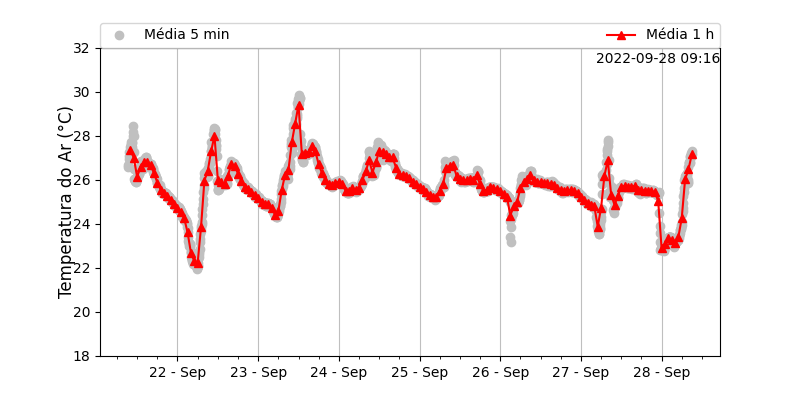 Média 5 min
Média 1 h
2022-09-28 09:16
Temperatura do Ar (°C)
32
30
28
26
24
22
20
18
22 - Sep
23 - Sep
24 - Sep
25 - Sep
26 - Sep
27 - Sep
28 - Sep